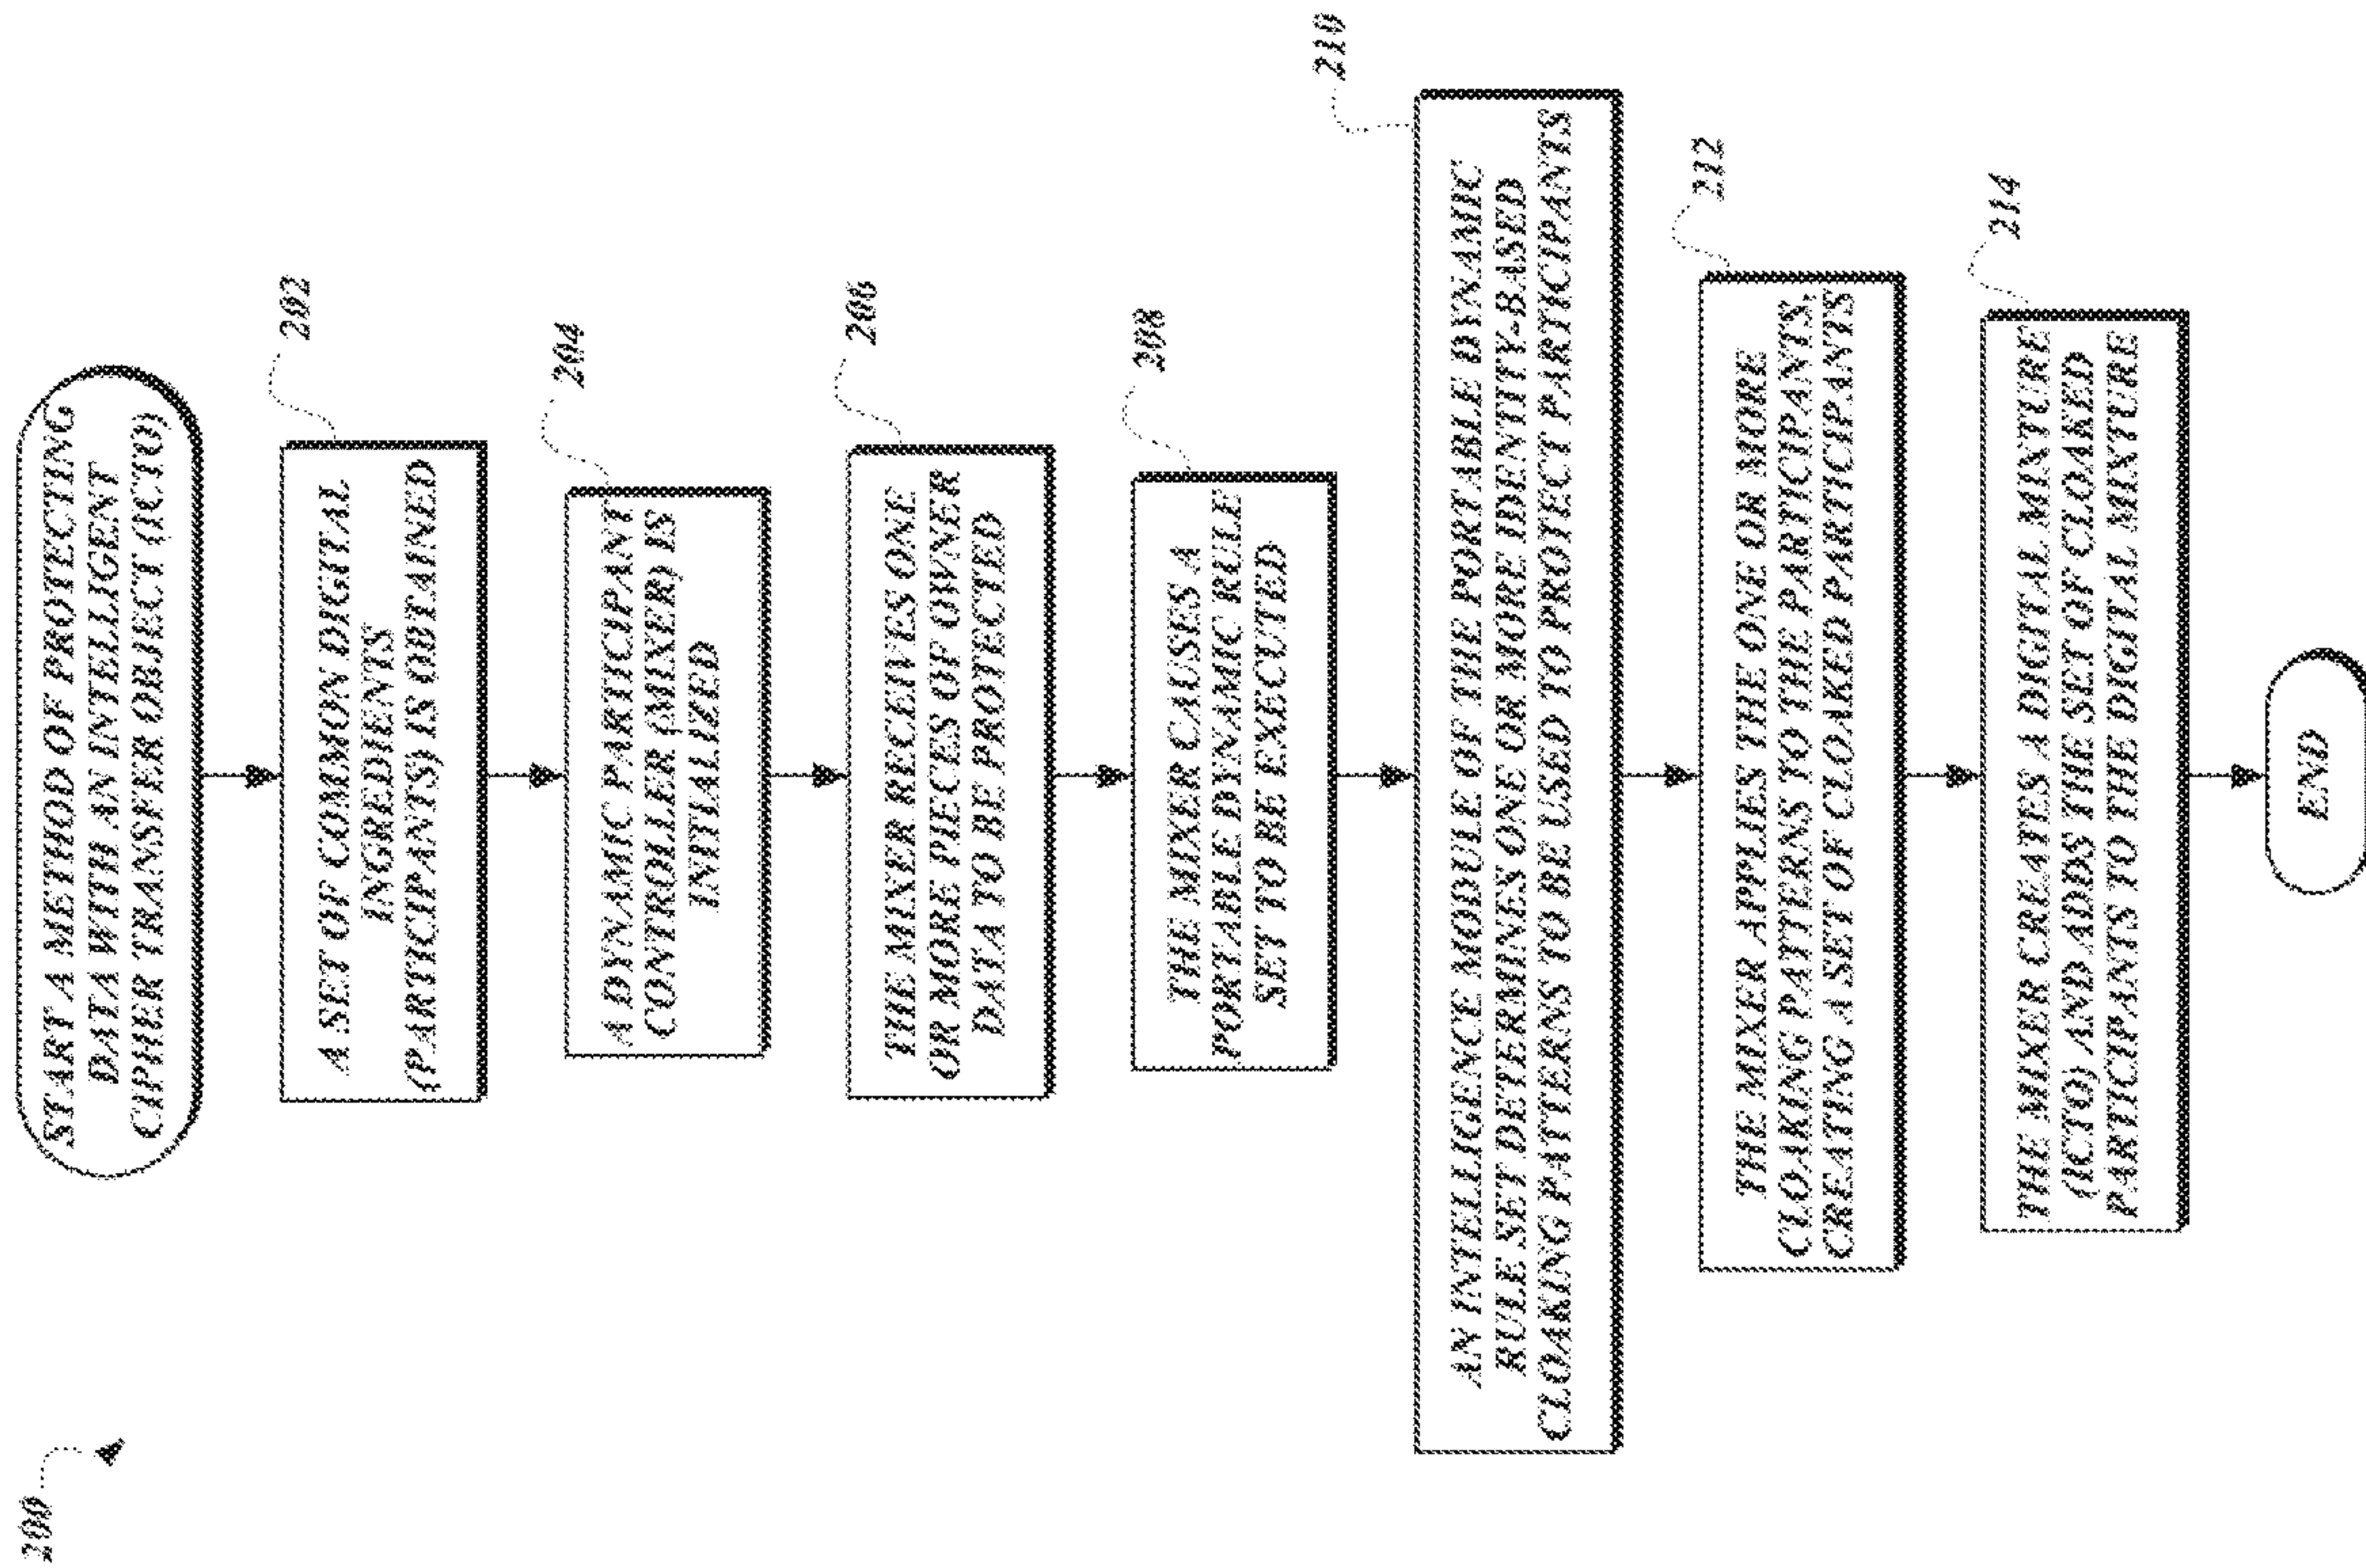 200
START A METHOD OF PROTECTING
DATA WITH AN INTELLIGENT
CIPHER TRANSFER OBJECT (ICTO)
202
A SET OF COMMON DIGITAL
INGREDIENTS
(PARTICIPANTS) IS OBTAINED
204
A DYNAMIC PARTICIPANT
CONTROLLER (MIXER) IS
INITIALIZED
206
THE MIXER RECEIVES ONE
OR MORE PIECES OF OWNER
DATA TO BE PROTECTED
208
THE MIXER CAUSES A
PORTABLE DYNAMIC RULE
SET TO BE EXECUTED
210
AN INTELLIGENCE MODULE OF THE PORTABLE DYNAMIC
RULE SET DETERMINES ONE OR MORE IDENTITY-BASED
CLOAKING PATTERNS TO BE USED TO PROTECT PARTICIPANTS
212
THE MIXER APPLIES THE ONE OR MORE
CLOAKING PATTERNS TO THE PARTICIPANTS,
CREATING A SET OF CLOAKED PARTICIPANTS
214
THE MIXER CREATES A DIGITAL MIXTURE
(ICTO) AND ADDS THE SET OF CLOAKED
PARTICIPANTS TO THE DIGITAL MIXTURE
END